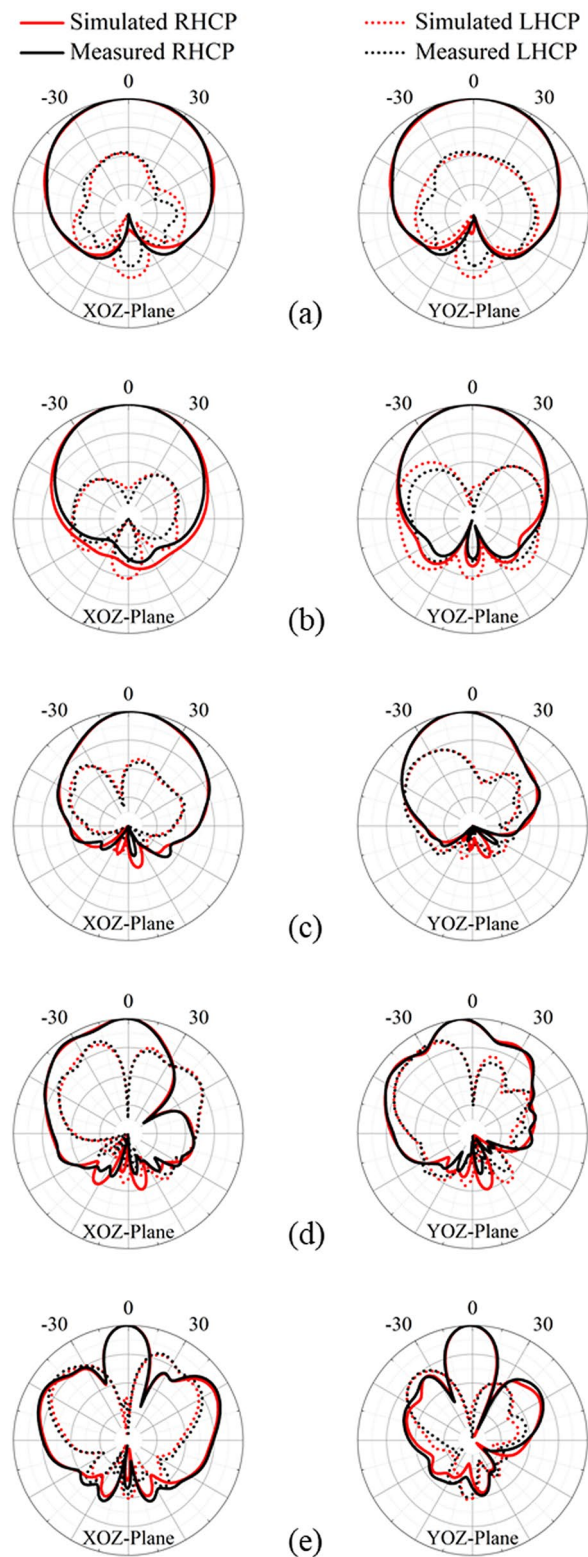 Simulated RHCP Simulated LHCP
Measured RHCP Measured LHCP
0 0
-30 30 -30 30
XOZ-Plane YOZ-Plane
(a)
0 0
-30 30 -30 30
XOZ-Plane YOZ-Plane
(b)
0 0
-30 30 -30 30
XOZ-Plane YOZ-Plane
(c)
0 0
-30 30 -30 30
XOZ-Plane YOZ-Plane
(d)
0 0
-30 30 -30 30
XOZ-Plane YOZ-Plane
(e)